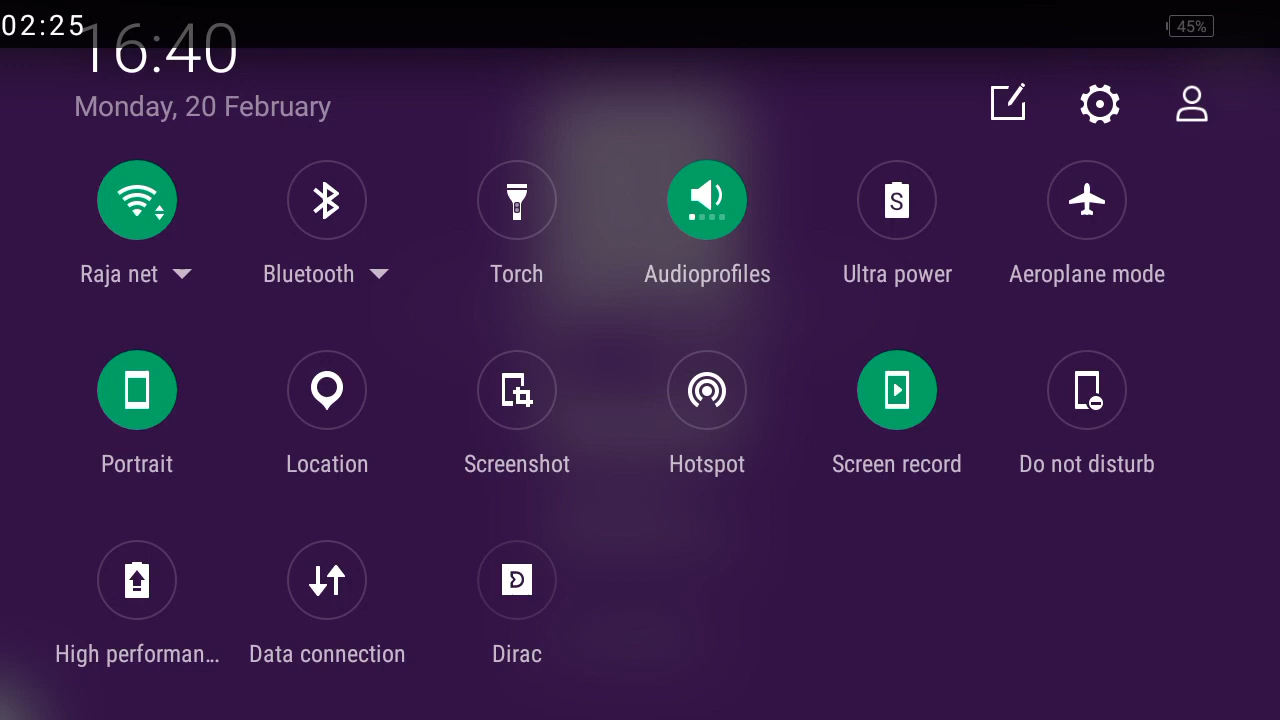 02:25
16:40
45%
Monday, 20 February
Raja net
Bluetooth
Torch
Audioprofiles
S
Ultra power
Aeroplane mode
Portrait
Location
Screenshot
Hotspot
Screen record
Do not disturb
High performan...
Data connection
D
Dirac